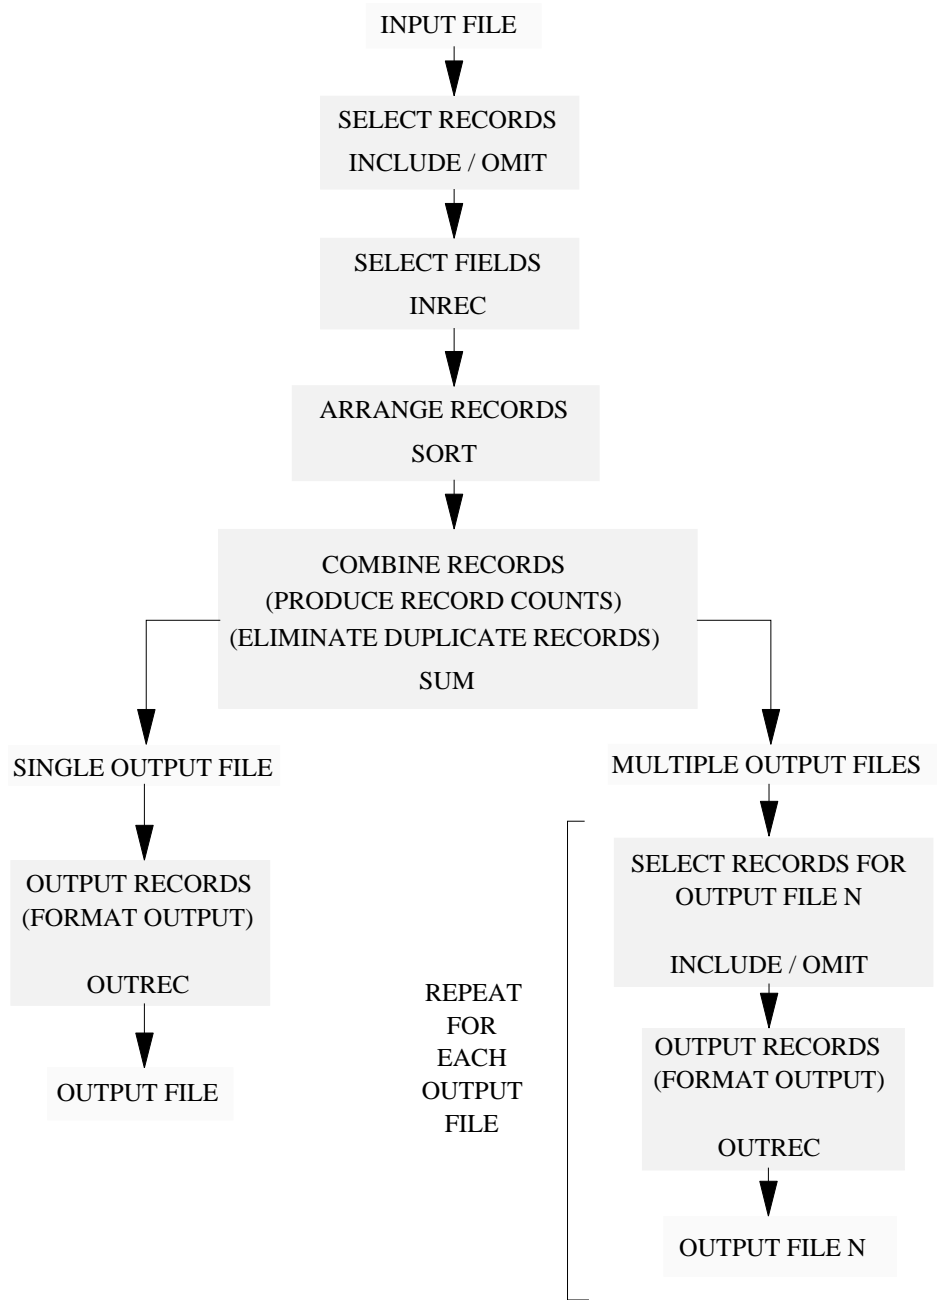 INPUT FILE
SELECT RECORDS
INCLUDE / OMIT
SELECT FIELDS
INREC
ARRANGE RECORDS
SORT
COMBINE RECORDS
(PRODUCE RECORD COUNTS)
(ELIMINATE DUPLICATE RECORDS)
SUM
SINGLE OUTPUT FILE
OUTPUT RECORDS
(FORMAT OUTPUT)
OUTREC
OUTPUT FILE
MULTIPLE OUTPUT FILES
REPEAT
FOR
EACH
OUTPUT
FILE
SELECT RECORDS FOR
OUTPUT FILE N
INCLUDE / OMIT
OUTPUT RECORDS
(FORMAT OUTPUT)
OUTREC
OUTPUT FILE N